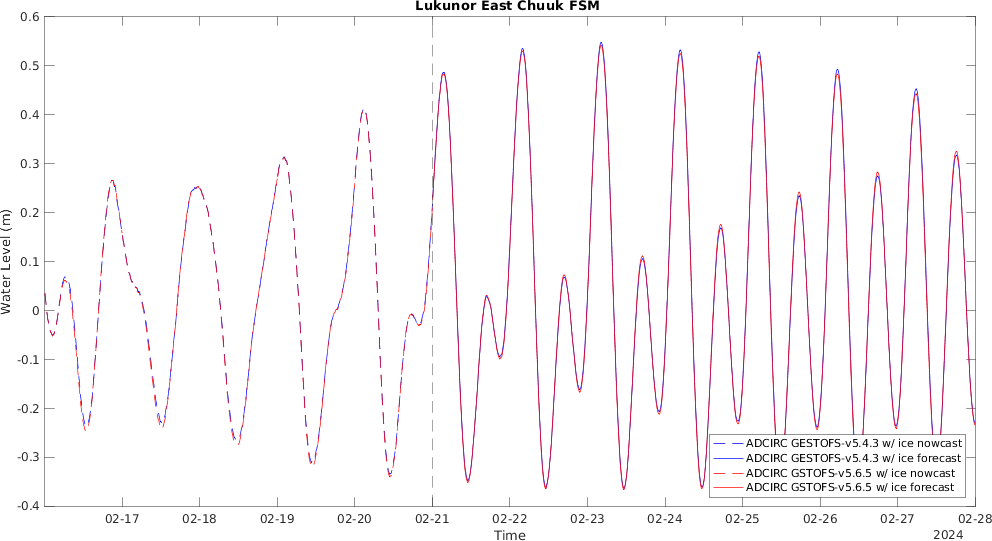 Lukunor East Chuuk FSM
0.6
0.5
0.4
0.3
0.2
0.1
0
-0.1
-0.2
-0.3
-0.4
Water Level (m)
ADCIRC GESTOFS-v5.4.3 w/ ice nowcast
ADCIRC GESTOFS-v5.4.3 w/ ice forecast
ADCIRC GSTOFS-v5.6.5 w/ ice nowcast
ADCIRC GSTOFS-v5.6.5 w/ ice forecast
02-17 02-18 02-19 02-20 02-21 02-22 02-23 02-24 02-25 02-26 02-27 02-28
Time
2024